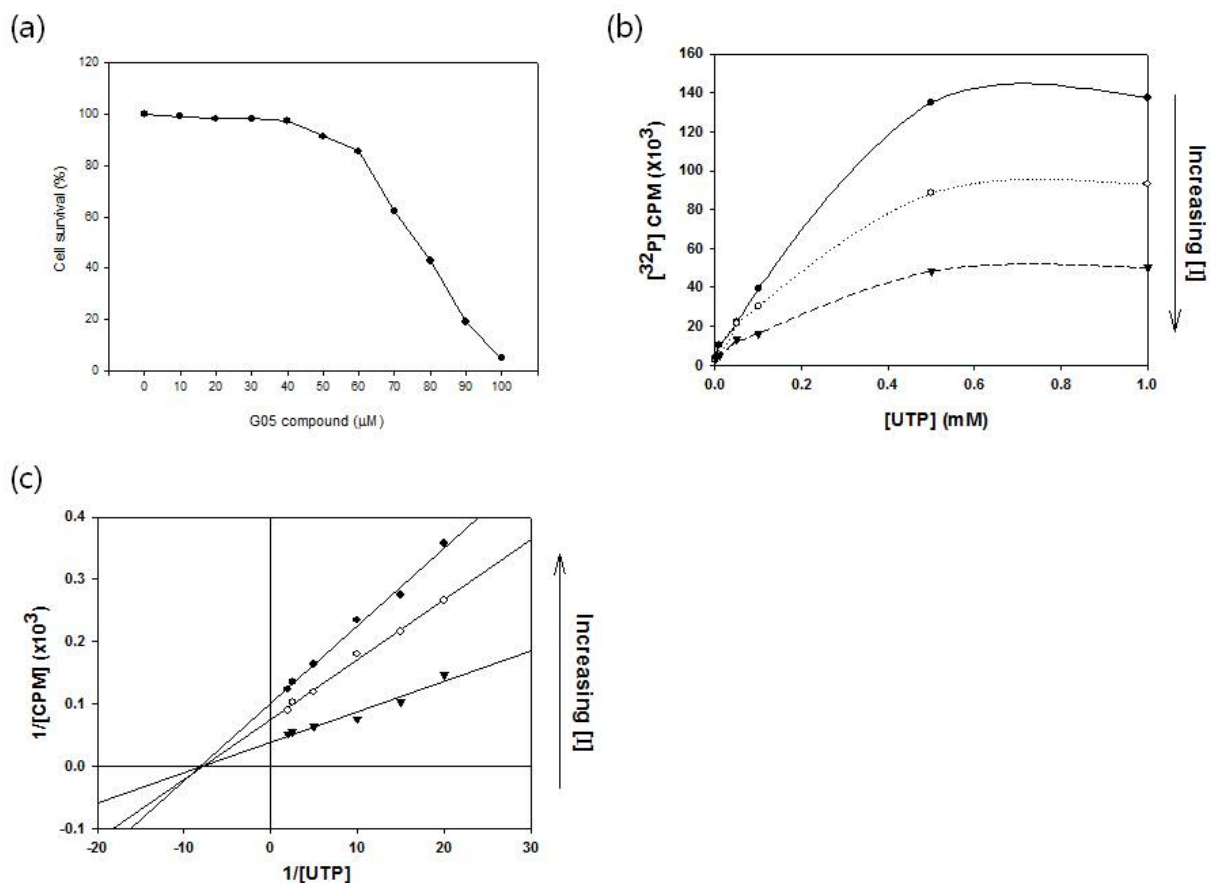 (a)
120
100
80
60
40
20
0
Cell survival (%)
0 10 20 30 40 50 60 70 80 90 100
G05 compound (μM)
(b)
160
140
120
100
80
60
40
20
0
[³²P] CPM (X10³)
0.0 0.2 0.4 0.6 0.8 1.0
[UTP] (mM)
Increasing [I]
(c)
0.4
0.3
0.2
0.1
0.0
-0.1
1/[CPM] (x10³)
-20 -10 0 10 20 30
1/[UTP]
Increasing [I]